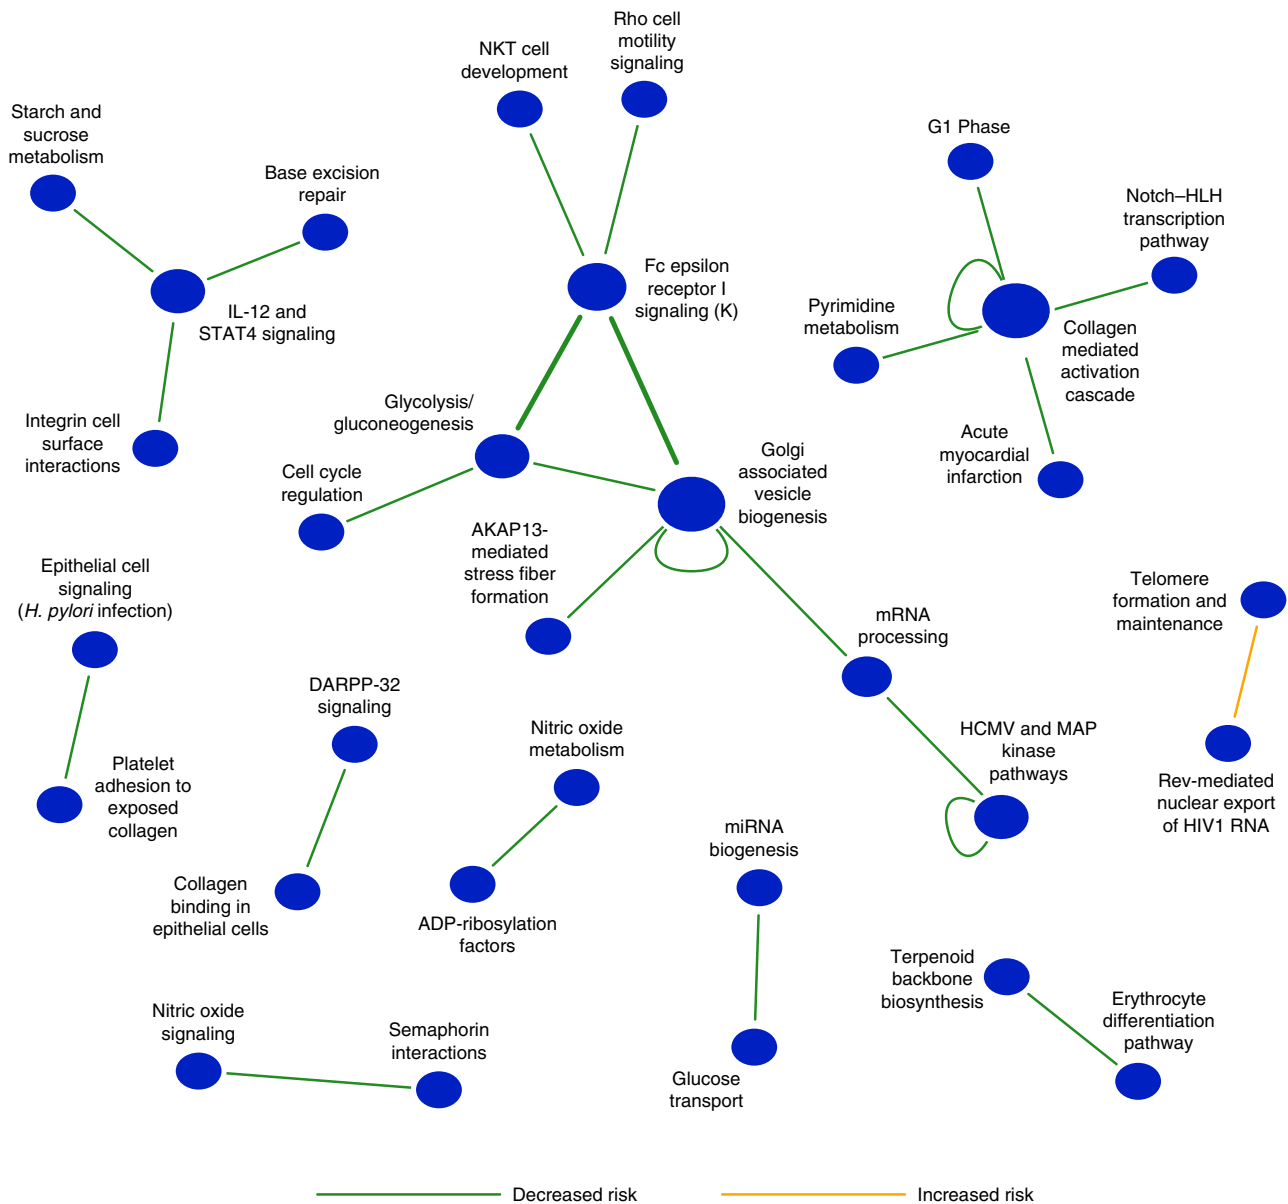 Rho cell
motility
signaling
NKT cell
development
Starch and
sucrose
metabolism
Base excision
repair
G1 Phase
Notch–HLH
transcription
pathway
Fc epsilon
receptor I
signaling (K)
IL-12 and
STAT4 signaling
Pyrimidine
metabolism
Collagen
mediated
activation
cascade
Glycolysis/
gluconeogenesis
Integrin cell
surface
interactions
Cell cycle
regulation
Golgi
associated
vesicle
biogenesis
Acute
myocardial
infarction
AKAP13-
mediated
stress fiber
formation
Epithelial cell
signaling
(H. pylori infection)
Telomere
formation and
maintenance
mRNA
processing
DARPP-32
signaling
Nitric oxide
metabolism
HCMV and MAP
kinase
pathways
Platelet
adhesion to
exposed
collagen
Rev-mediated
nuclear export
of HIV1 RNA
miRNA
biogenesis
Collagen
binding in
epithelial cells
ADP-ribosylation
factors
Terpenoid
backbone
biosynthesis
Erythrocyte
differentiation
pathway
Nitric oxide
signaling
Semaphorin
interactions
Glucose
transport
Decreased risk
Increased risk